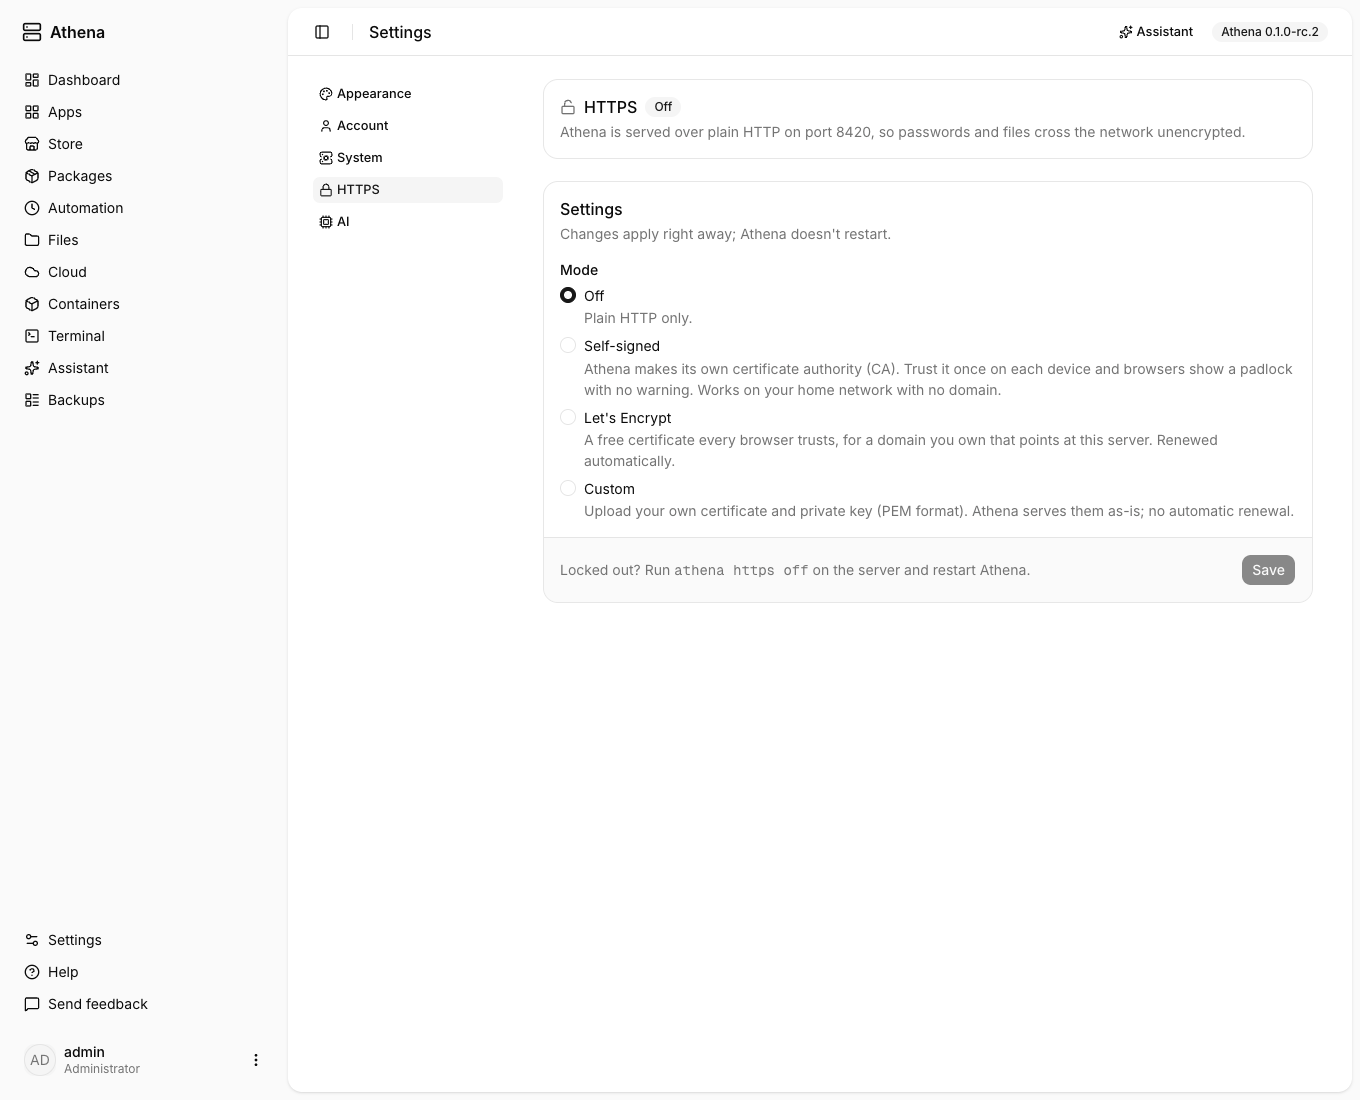 Athena
Dashboard
Apps
Store
Packages
Automation
Files
Cloud
Containers
Terminal
Assistant
Backups
Settings
Help
Send feedback
AD
admin
Administrator
Settings
Assistant
Athena 0.1.0-rc.2
Appearance
Account
System
HTTPS
AI
HTTPS Off
Athena is served over plain HTTP on port 8420, so passwords and files cross the network unencrypted.
Settings
Changes apply right away; Athena doesn't restart.
Mode
Off
Plain HTTP only.
Self-signed
Athena makes its own certificate authority (CA). Trust it once on each device and browsers show a padlock
with no warning. Works on your home network with no domain.
Let's Encrypt
A free certificate every browser trusts, for a domain you own that points at this server. Renewed
automatically.
Custom
Upload your own certificate and private key (PEM format). Athena serves them as-is; no automatic renewal.
Locked out? Run athena https off on the server and restart Athena.
Save